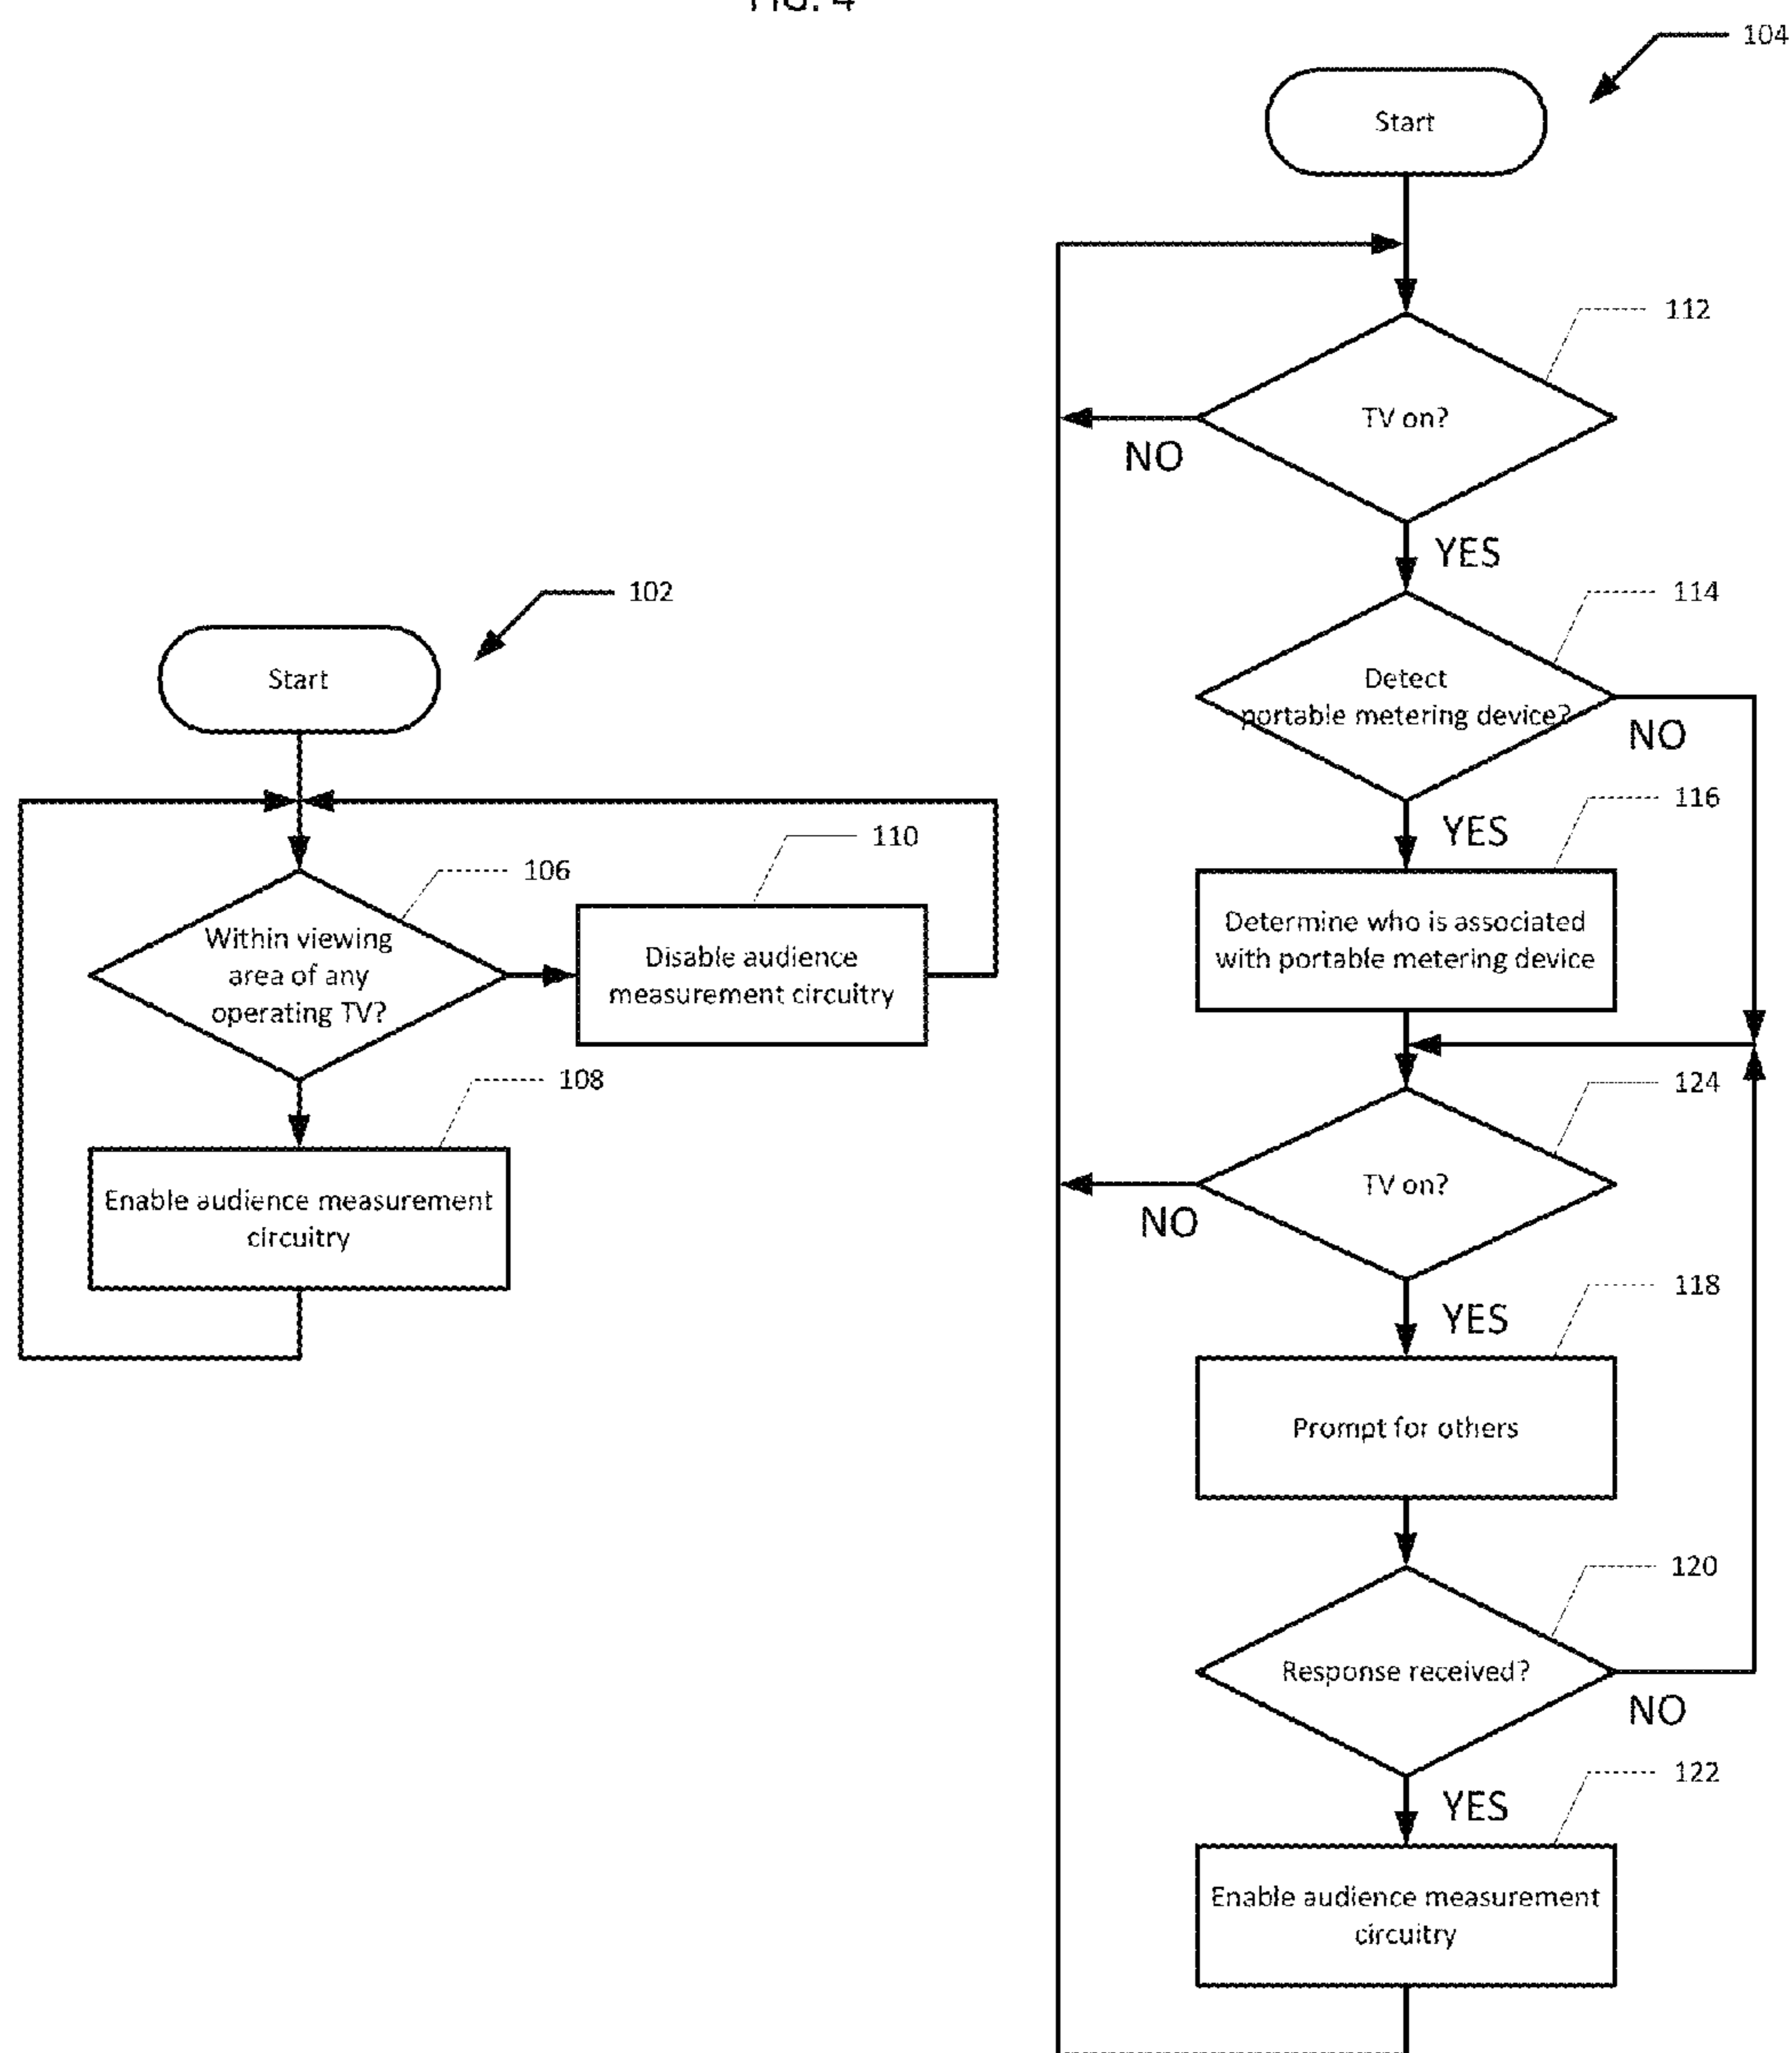 FIG. 4
104
Start
112
TV on?
NO
YES
114
Detect
portable metering device?
NO
YES
116
Determine who is associated
with portable metering device
124
TV on?
NO
YES
118
Prompt for others
120
Response received?
NO
YES
122
Enable audience measurement
circuitry
102
Start
106
Within viewing
area of any
operating TV?
110
Disable audience
measurement circuitry
108
Enable audience measurement
circuitry